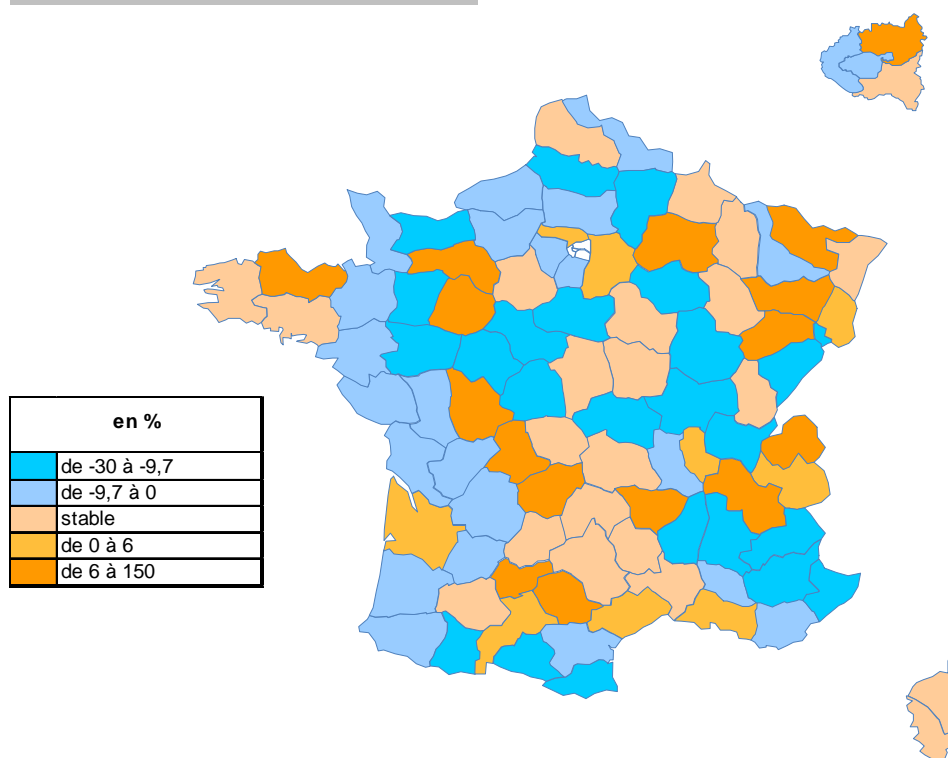 en %
de -30 à -9,7
de -9,7 à 0
stable
de 0 à 6
de 6 à 150